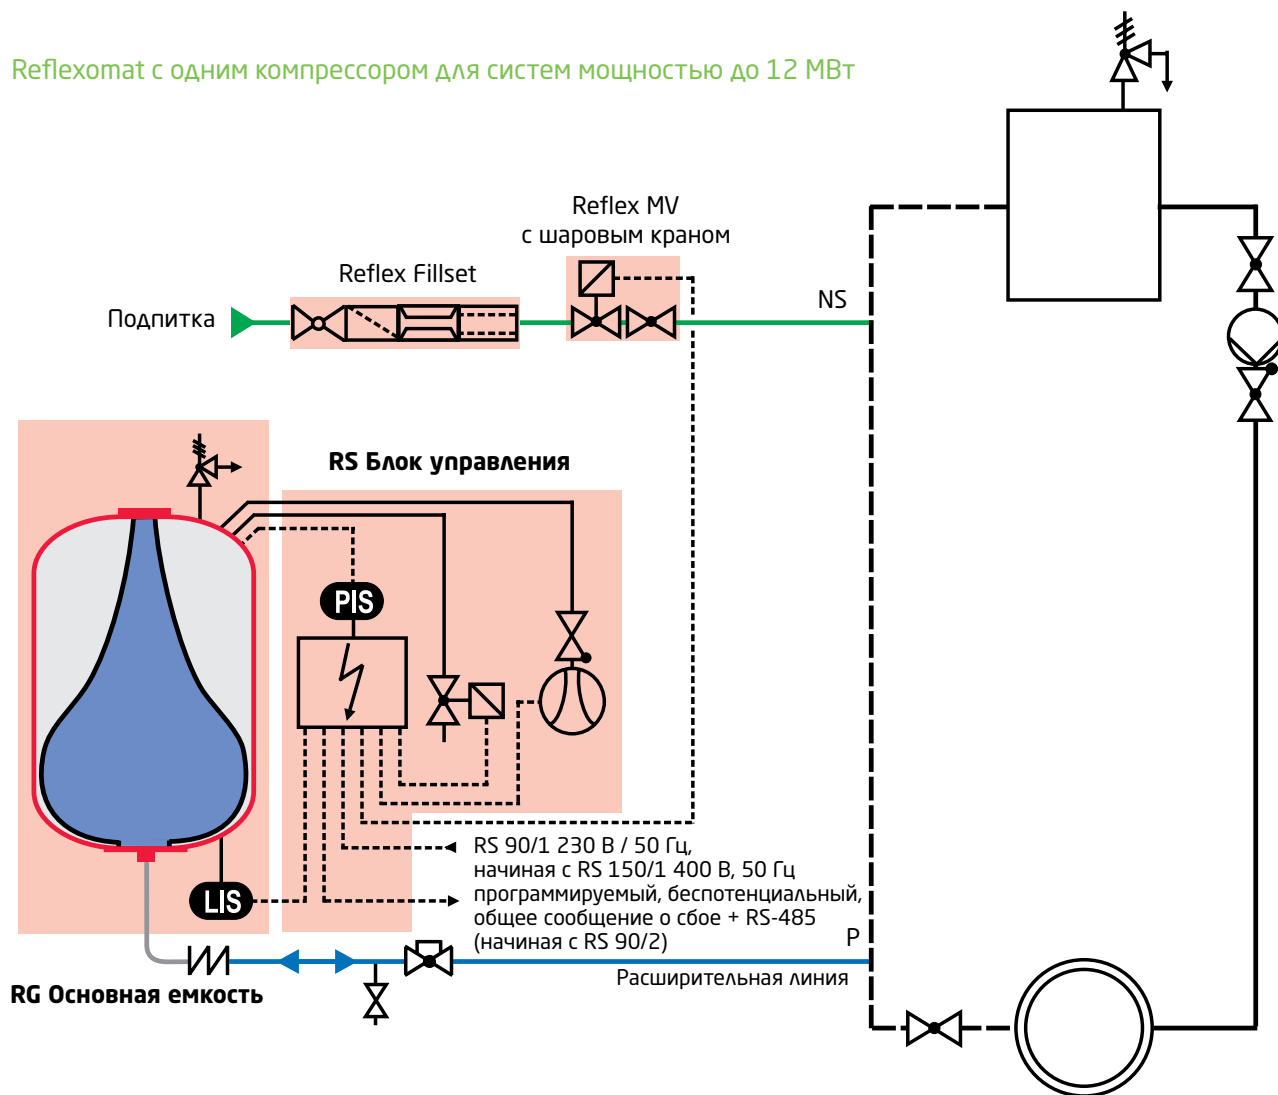 Reflexomat с одним компрессором для систем мощностью до 12 МВт
Reflex MV
с шаровым краном
Reflex Fillset
Подпитка
NS
RS Блок управления
PIS
LIS
RS 90/1 230 В / 50 Гц,
начиная с RS 150/1 400 В, 50 Гц
программируемый, беспотенциальный,
общее сообщение о сбое + RS-485
(начиная с RS 90/2)
P
Расширительная линия
RG Основная емкость